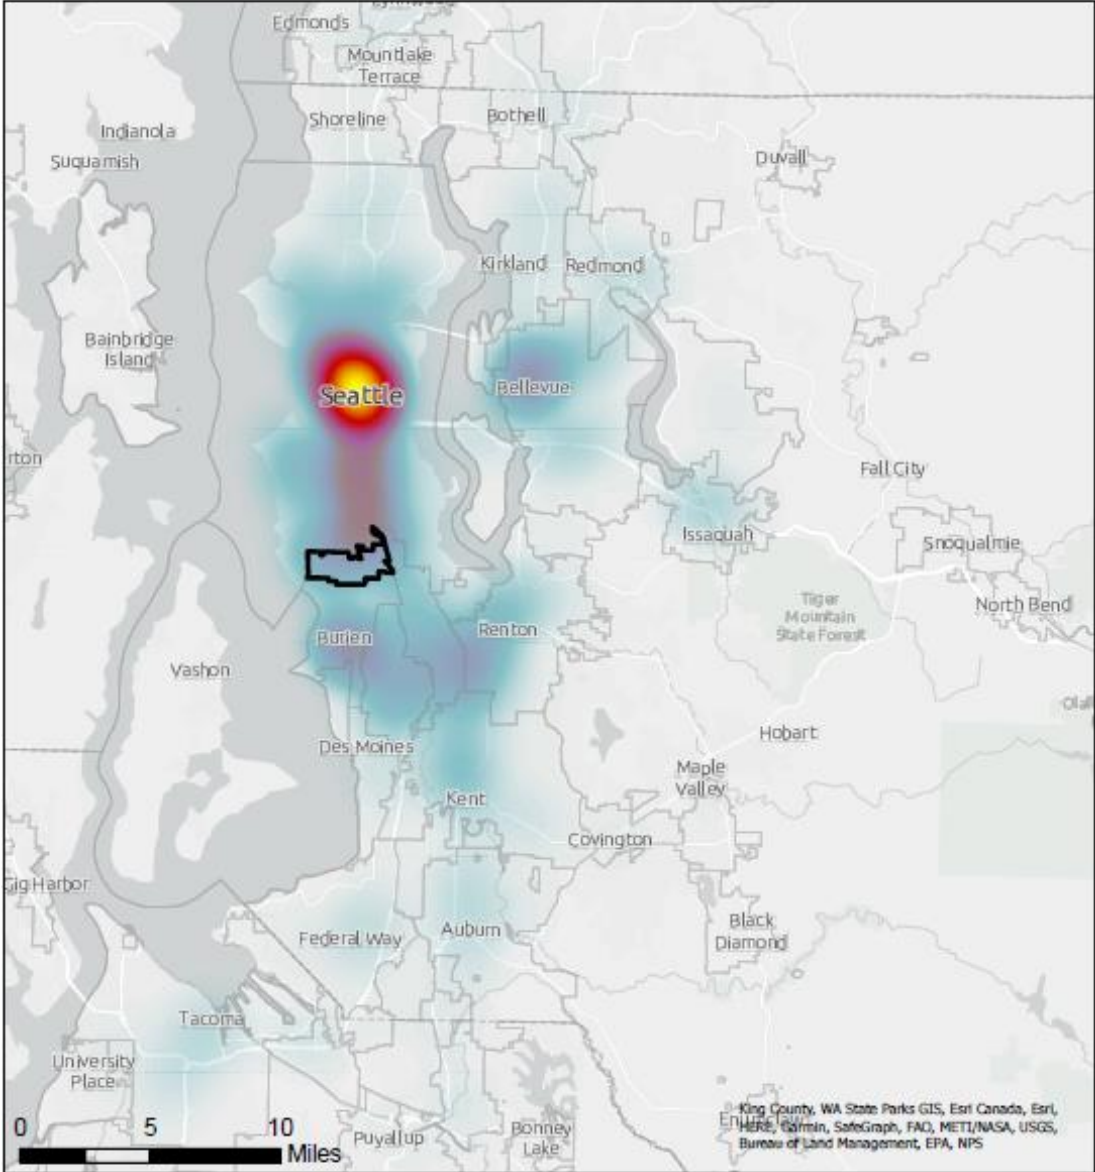 Edmonds
Mountlake
Terrace
Shoreline
Bothell
Indianola
Suquamish
Duvall
Kirkland
Redmond
Bainbridge
Island
Seattle
Bellevue
rton
Fall City
Issaquah
Snoqualmie
North Bend
Tiger
Mountain
State Forest
Burien
Renton
Vashon
Des Moines
Hobart
Maple
Valley
Kent
Covington
Gig Harbor
Black
Diamond
Federal Way
Auburn
Tacoma
University
Place
Puyallup
Bonney
Lake
0 5 10
Miles
King County, WA State Parks GIS, Esri Canada, Esri,
HERE, Garmin, SafeGraph, FAO, METI/NASA, USGS,
Bureau of Land Management, EPA, NPS